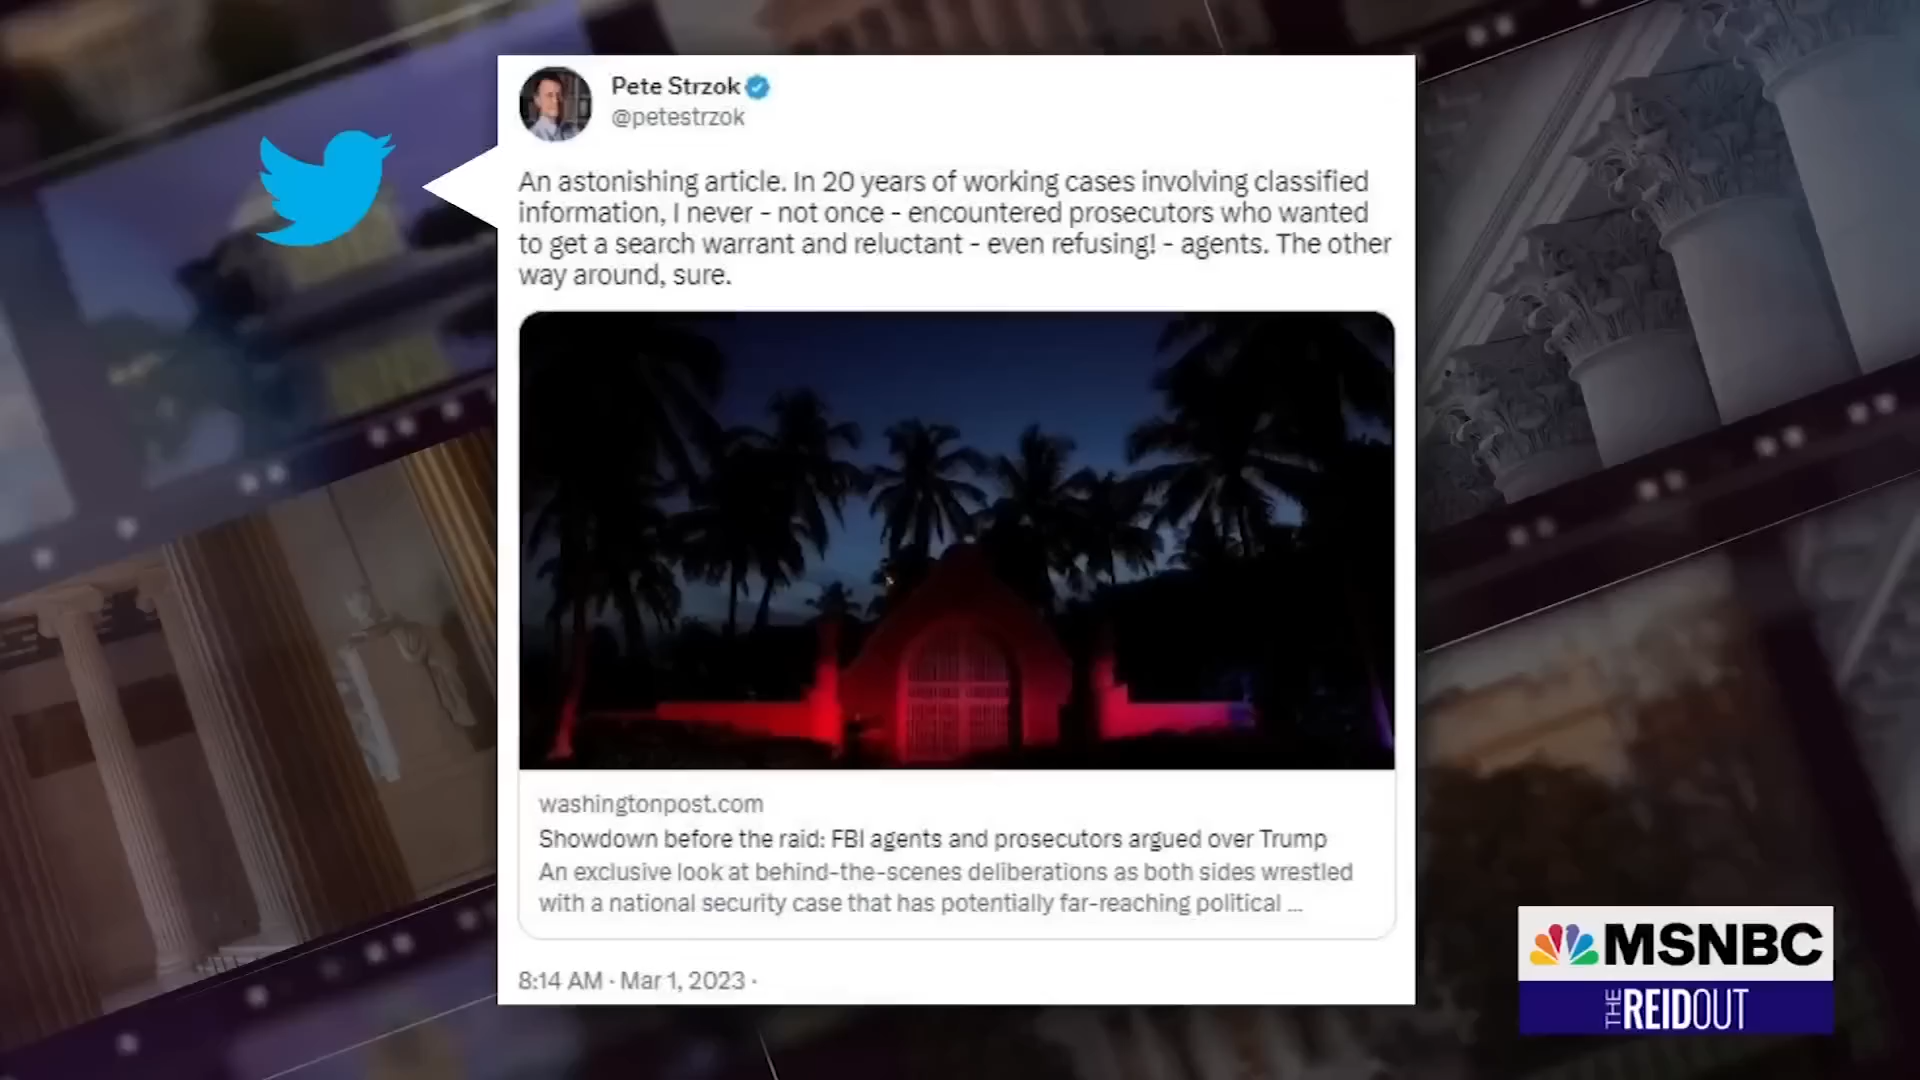 Pete Strzok
@petestrzok
An astonishing article. In 20 years of working cases involving classified
information, I never - not once - encountered prosecutors who wanted
to get a search warrant and reluctant - even refusing! - agents. The other
way around, sure.
washingtonpost.com
Showdown before the raid: FBI agents and prosecutors argued over Trump
An exclusive look at behind-the-scenes deliberations as both sides wrestled
with a national security case that has potentially far-reaching political ...
8:14 AM · Mar 1, 2023 ·
MSNBC
THE REIDOUT